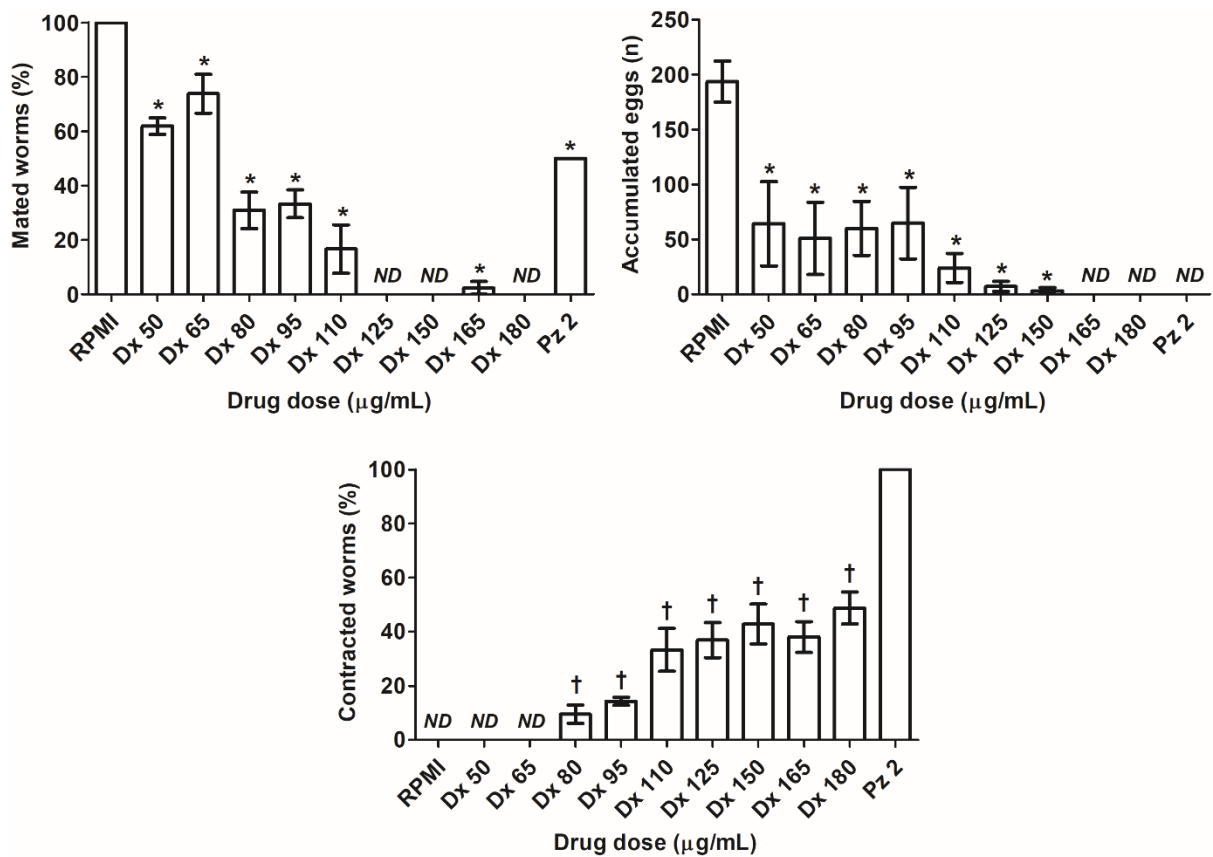 Mated worms (%)
100
80
60
40
20
0
* * * * * ND ND * ND *
RPMI Dx 50 Dx 65 Dx 80 Dx 95 Dx 110 Dx 125 Dx 150 Dx 165 Dx 180 Pz 2
Drug dose (μg/mL)
Accumulated eggs (n)
250
200
150
100
50
0
* * * * * * * ND ND ND
RPMI Dx 50 Dx 65 Dx 80 Dx 95 Dx 110 Dx 125 Dx 150 Dx 165 Dx 180 Pz 2
Drug dose (μg/mL)
Contracted worms (%)
100
80
60
40
20
0
ND ND ND † † † † † † †
RPMI Dx 50 Dx 65 Dx 80 Dx 95 Dx 110 Dx 125 Dx 150 Dx 165 Dx 180 Pz 2
Drug dose (μg/mL)